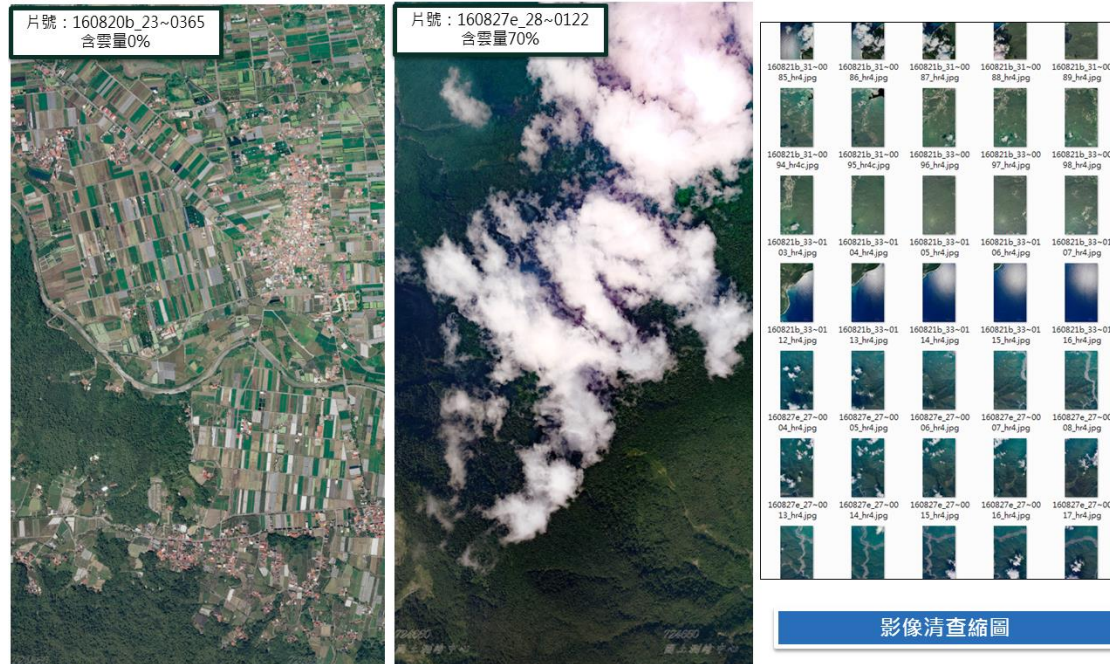 片號：160820b_23~0365
含雲量0%
片號：160827e_28~0122
含雲量70%
160821b_31~00
85_hr4.jpg
160821b_31~00
86_hr4.jpg
160821b_31~00
87_hr4.jpg
160821b_31~00
88_hr4.jpg
160821b_31~00
89_hr4.jpg
160821b_31~00
94_hr4c.jpg
160821b_31~00
95_hr4c.jpg
160821b_33~00
96_hr4.jpg
160821b_33~00
97_hr4.jpg
160821b_33~00
98_hr4.jpg
160821b_33~01
03_hr4.jpg
160821b_33~01
04_hr4.jpg
160821b_33~01
05_hr4.jpg
160821b_33~01
06_hr4.jpg
160821b_33~01
07_hr4.jpg
160821b_33~01
12_hr4.jpg
160821b_33~01
13_hr4.jpg
160821b_33~01
14_hr4.jpg
160821b_33~01
15_hr4.jpg
160821b_33~01
16_hr4.jpg
160827e_27~00
04_hr4.jpg
160827e_27~00
05_hr4.jpg
160827e_27~00
06_hr4.jpg
160827e_27~00
07_hr4.jpg
160827e_27~00
08_hr4.jpg
160827e_27~00
13_hr4.jpg
160827e_27~00
14_hr4.jpg
160827e_27~00
15_hr4.jpg
160827e_27~00
16_hr4.jpg
160827e_27~00
17_hr4.jpg
影像清查縮圖